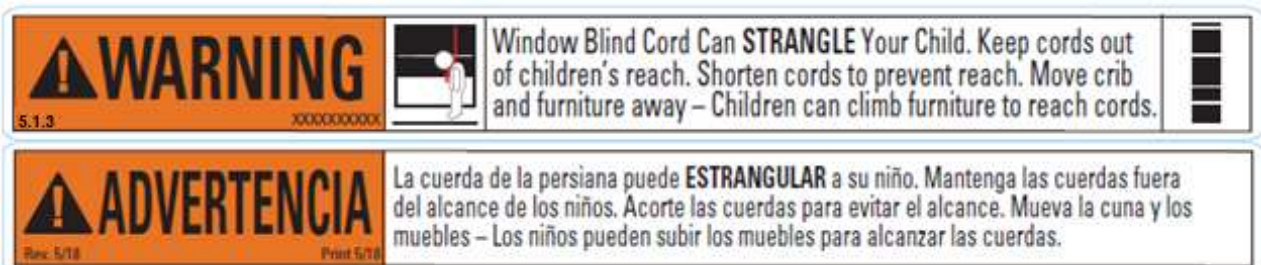 WARNING
5.1.3
XXXXXXXXXX
Window Blind Cord Can STRANGLE Your Child. Keep cords out
of children's reach. Shorten cords to prevent reach. Move crib
and furniture away – Children can climb furniture to reach cords.
ADVERTENCIA
Rev. 5/18
Print 5/18
La cuerda de la persiana puede ESTRANGULAR a su niño. Mantenga las cuerdas fuera
del alcance de los niños. Acorte las cuerdas para evitar el alcance. Mueva la cuna y los
muebles – Los niños pueden subir los muebles para alcanzar las cuerdas.